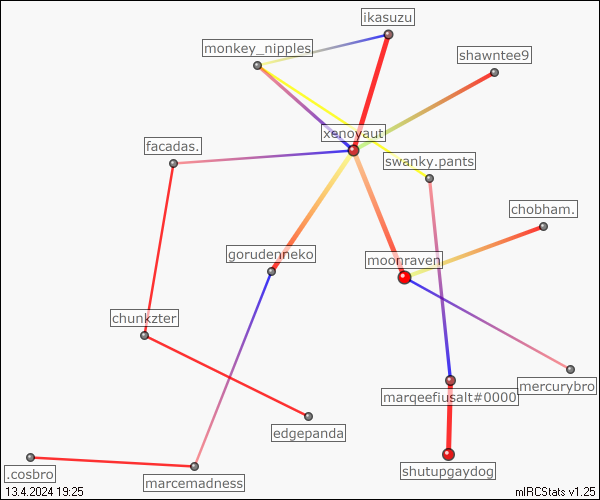 ikasuzu
monkey_nipples
shawntee9
xenoyaut
facadas.
swanky.pants
chobham.
gorudenneko
moonraven
chunkzter
mercurybro
marqeefiusalt#0000
edgepanda
shutupgaydog
.cosbro
marcemadness
13.4.2024 19:25
mIRCStats v1.25